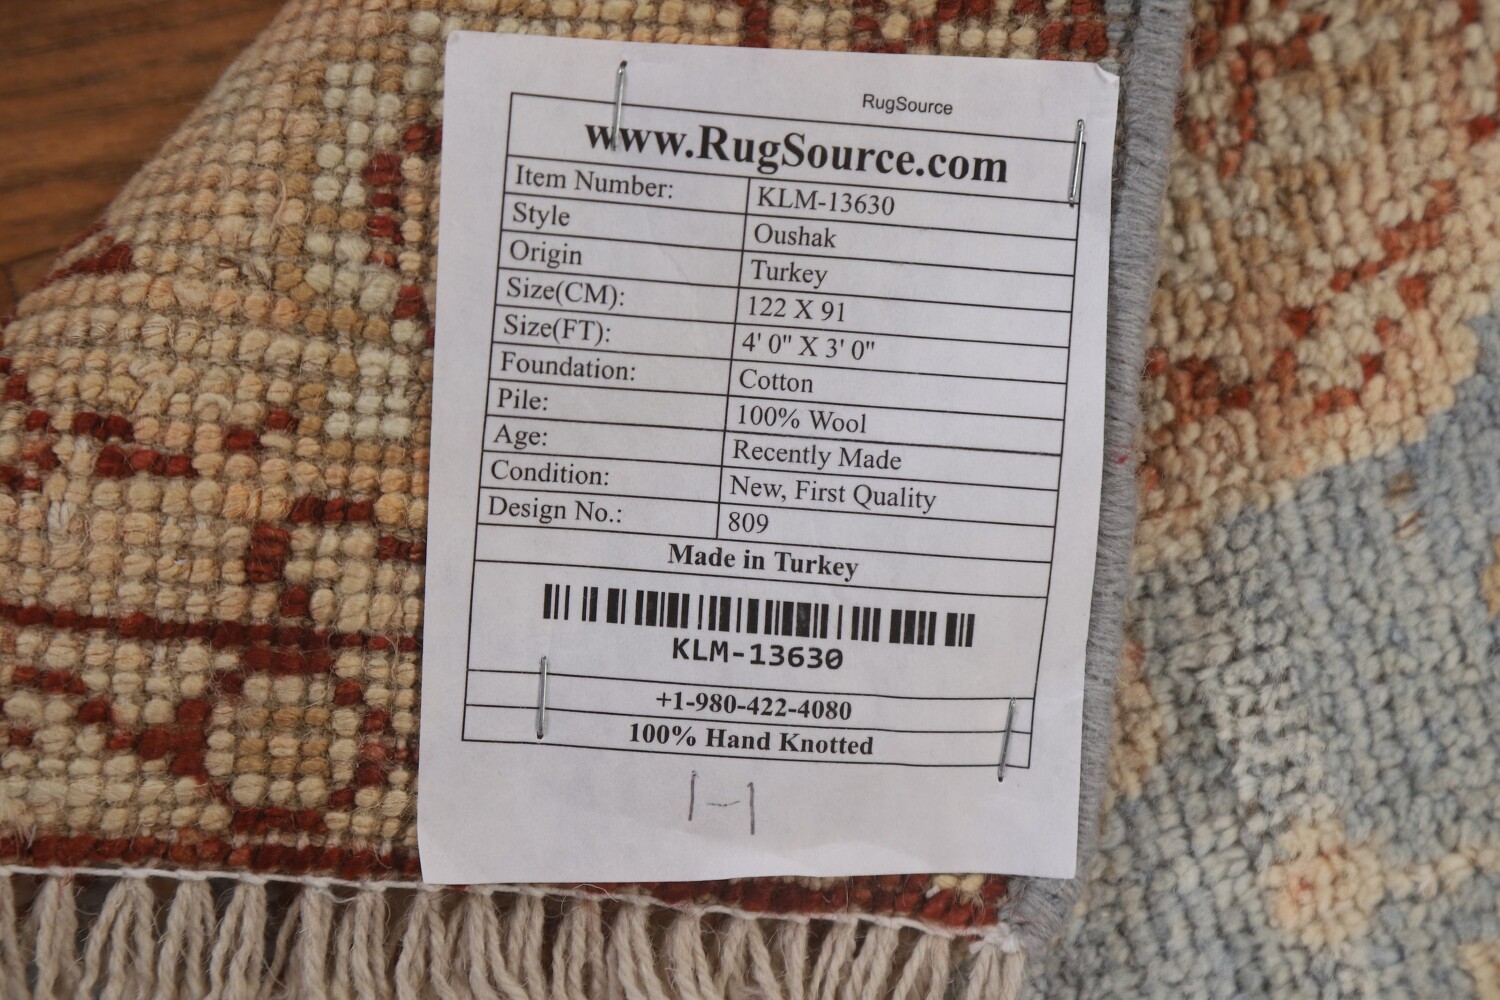 RugSource
www.RugSource.com
Item Number: KLM-13630
Style Oushak
Origin Turkey
Size(CM): 122 X 91
Size(FT): 4' 0" X 3' 0"
Foundation: Cotton
Pile: 100% Wool
Age: Recently Made
Condition: New, First Quality
Design No.: 809
Made in Turkey
KLM-13630
+1-980-422-4080
100% Hand Knotted
1-1